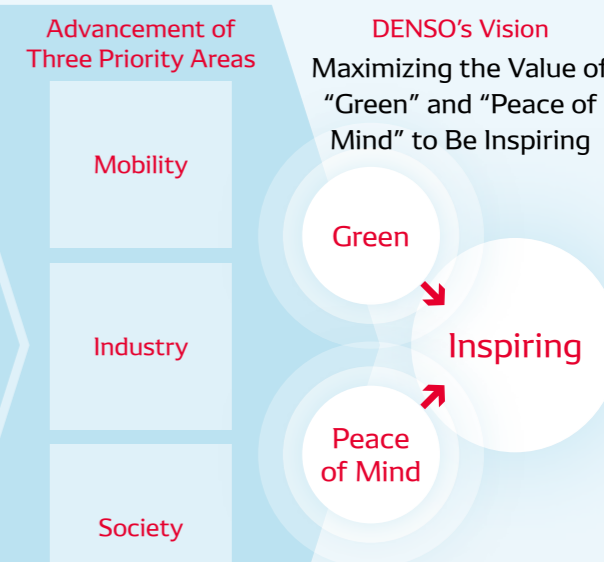 Advancement of
Three Priority Areas
Mobility
Industry
Society
DENSO’s Vision
Maximizing the Value of
“Green” and “Peace of
Mind” to Be Inspiring
Green
Inspiring
Peace
of Mind